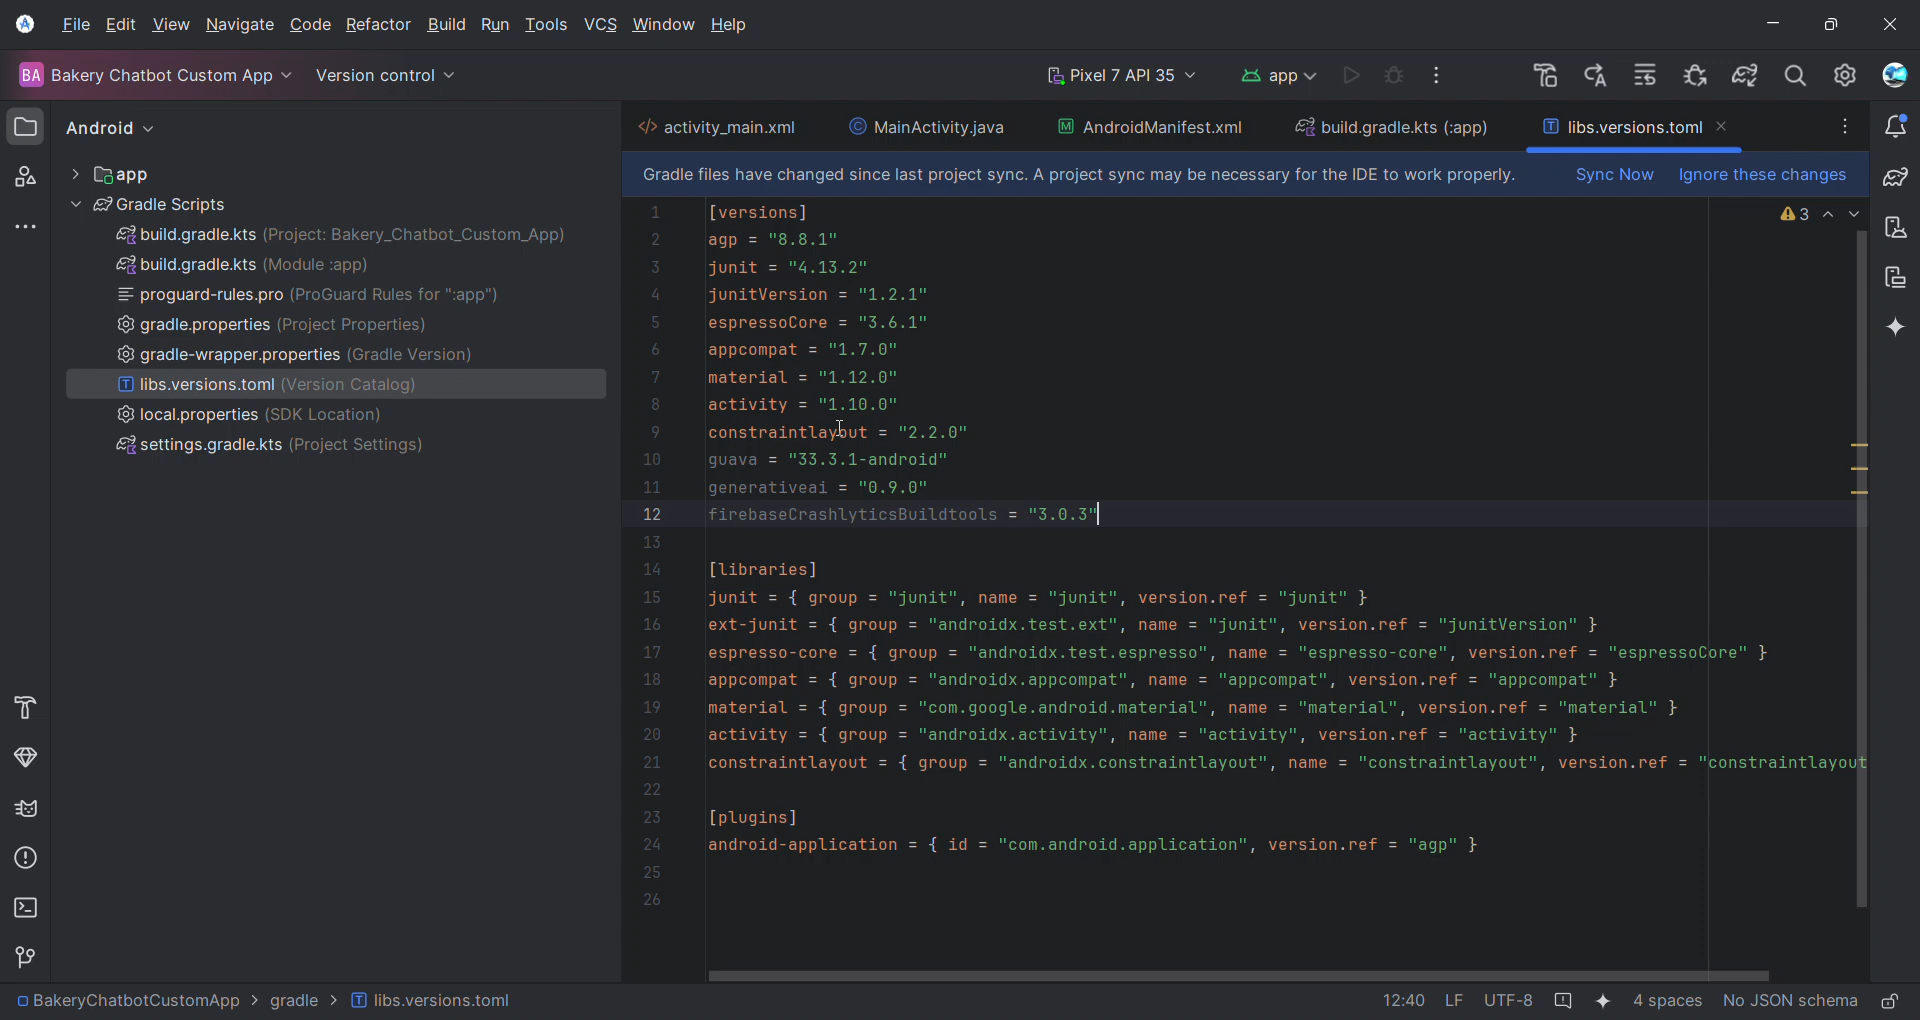 File Edit View Navigate Code Refactor Build Run Tools VCS Window Help
BA Bakery Chatbot Custom App Version control Pixel 7 API 35 app
Android
activity_main.xml MainActivity.java AndroidManifest.xml build.gradle.kts (:app) libs.versions.toml
Gradle files have changed since last project sync. A project sync may be necessary for the IDE to work properly. Sync Now Ignore these changes
app
Gradle Scripts
build.gradle.kts (Project: Bakery_Chatbot_Custom_App)
build.gradle.kts (Module :app)
proguard-rules.pro (ProGuard Rules for ":app")
gradle.properties (Project Properties)
gradle-wrapper.properties (Gradle Version)
libs.versions.toml (Version Catalog)
local.properties (SDK Location)
settings.gradle.kts (Project Settings)
3
1 [versions]
2 agp = "8.8.1"
3 junit = "4.13.2"
4 junitVersion = "1.2.1"
5 espressoCore = "3.6.1"
6 appcompat = "1.7.0"
7 material = "1.12.0"
8 activity = "1.10.0"
9 constraintlayout = "2.2.0"
10 guava = "33.3.1-android"
11 generativeai = "0.9.0"
12 firebaseCrashlyticsBuildtools = "3.0.3"
13
14 [libraries]
15 junit = { group = "junit", name = "junit", version.ref = "junit" }
16 ext-junit = { group = "androidx.test.ext", name = "junit", version.ref = "junitVersion" }
17 espresso-core = { group = "androidx.test.espresso", name = "espresso-core", version.ref = "espressoCore" }
18 appcompat = { group = "androidx.appcompat", name = "appcompat", version.ref = "appcompat" }
19 material = { group = "com.google.android.material", name = "material", version.ref = "material" }
20 activity = { group = "androidx.activity", name = "activity", version.ref = "activity" }
21 constraintlayout = { group = "androidx.constraintlayout", name = "constraintlayout", version.ref = "constraintlayout
22
23 [plugins]
24 android-application = { id = "com.android.application", version.ref = "agp" }
25
26
BakeryChatbotCustomApp > gradle > libs.versions.toml 12:40 LF UTF-8 4 spaces No JSON schema